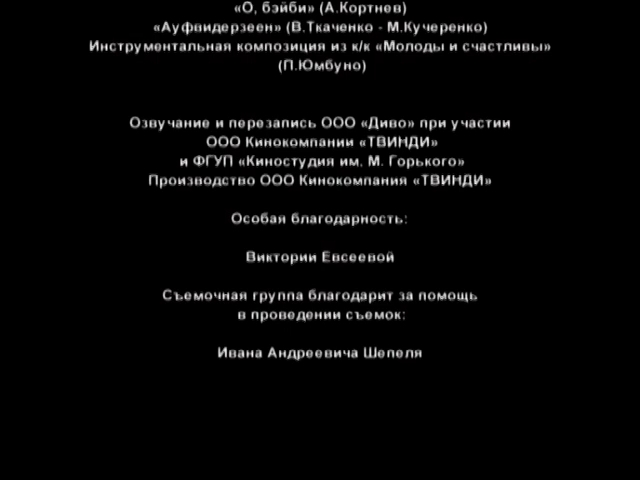 «О, бэйби» (А.Кортнев)
«Ауфвидерзеен» (В.Ткаченко - М.Кучеренко)
Инструментальная композиция из к/к «Молоды и счастливы»
(П.Юмбуно)
Озвучание и перезапись ООО «Диво» при участии
ООО Кинокомпании «ТВИНДИ»
и ФГУП «Киностудия им. М. Горького»
Производство ООО Кинокомпания «ТВИНДИ»
Особая благодарность:
Виктории Евсеевой
Съемочная группа благодарит за помощь
в проведении съемок:
Ивана Андреевича Шепеля